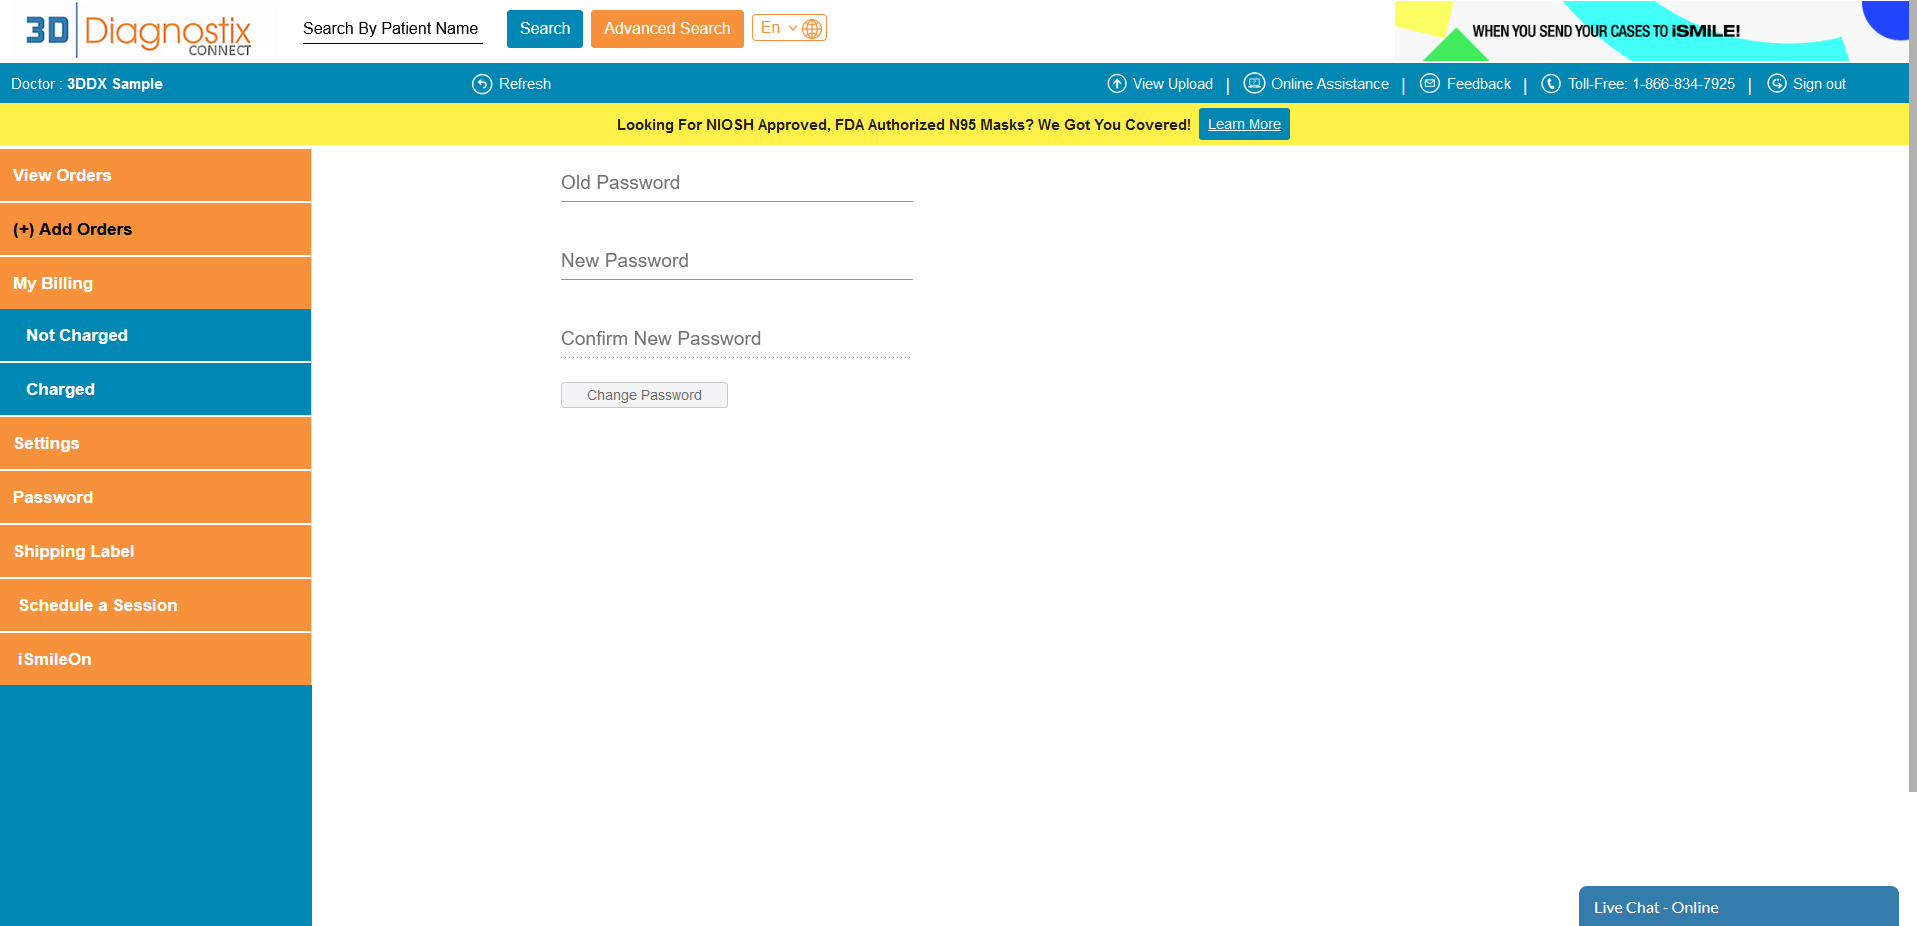 3D Diagnostix CONNECT
Search By Patient Name
Search
Advanced Search
En
WHEN YOU SEND YOUR CASES TO iSMILE!
Doctor : 3DDX Sample
Refresh
View Upload | Online Assistance | Feedback | Toll-Free: 1-866-834-7925 | Sign out
Looking For NIOSH Approved, FDA Authorized N95 Masks? We Got You Covered! Learn More
View Orders
(+) Add Orders
My Billing
Not Charged
Charged
Settings
Password
Shipping Label
Schedule a Session
iSmileOn
Old Password
New Password
Confirm New Password
Change Password
Live Chat - Online